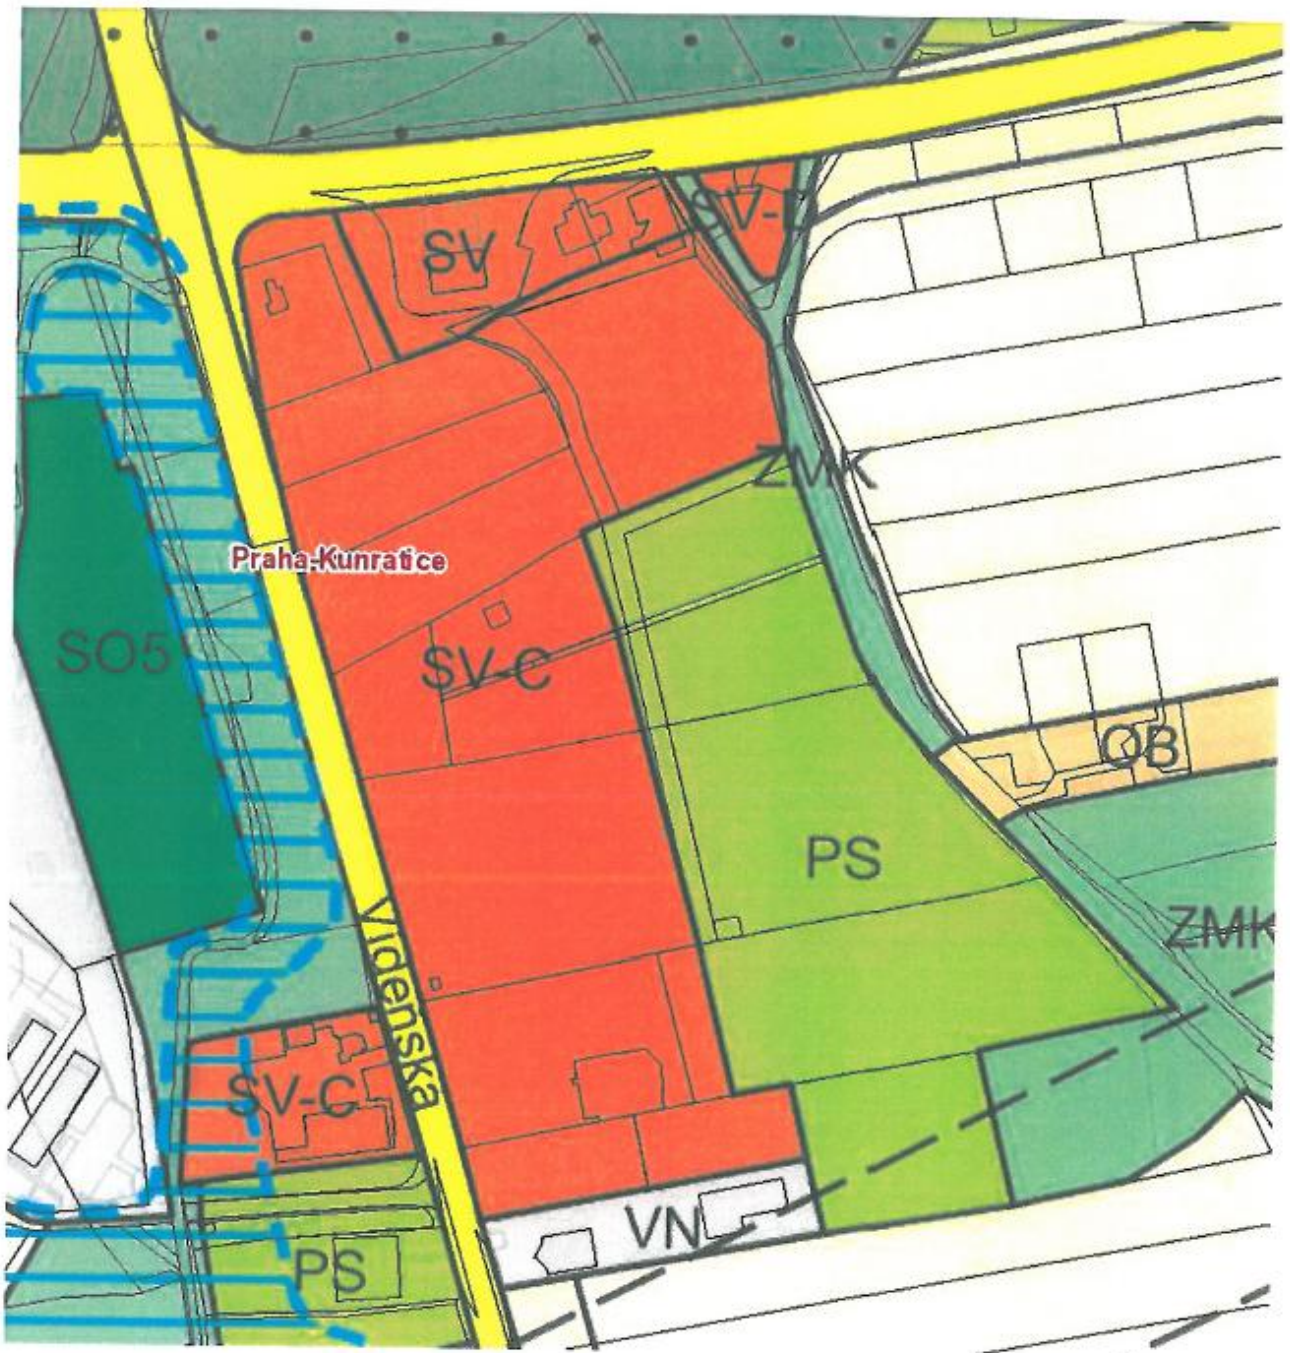 SV
SV-
ZMK
Praha-Kunratice
SO5
SV-C
OB
PS
ZMK
Vídeňská
SV-C
VN
PS